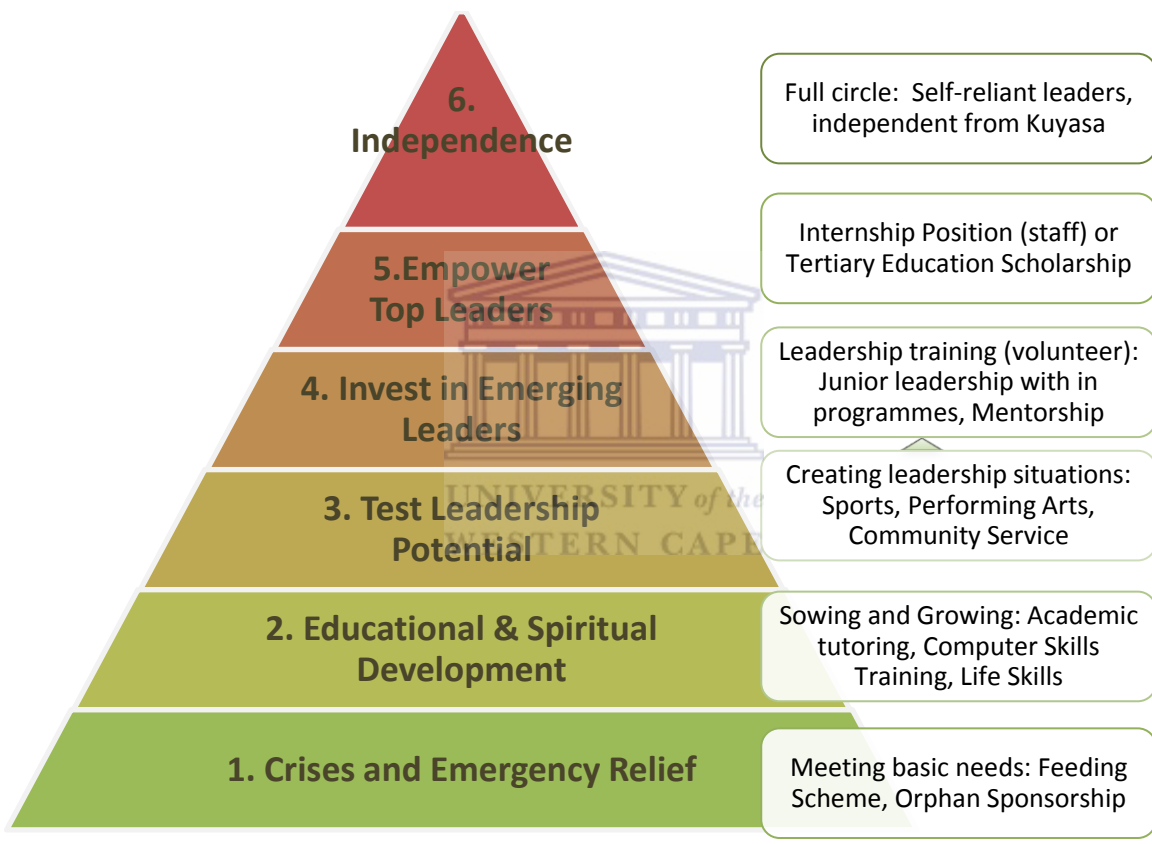 6.
Independence
Full circle:  Self-reliant leaders,
independent from Kuyasa
5.Empower
Top Leaders
Internship Position (staff) or
Tertiary Education Scholarship
4. Invest in Emerging
Leaders
Leadership training (volunteer):
Junior leadership with in
programmes, Mentorship
3. Test Leadership
Potential
Creating leadership situations:
Sports, Performing Arts,
Community Service
UNIVERSITY of the
WESTERN CAPE
2. Educational & Spiritual
Development
Sowing and Growing: Academic
tutoring, Computer Skills
Training, Life Skills
1. Crises and Emergency Relief
Meeting basic needs: Feeding
Scheme, Orphan Sponsorship